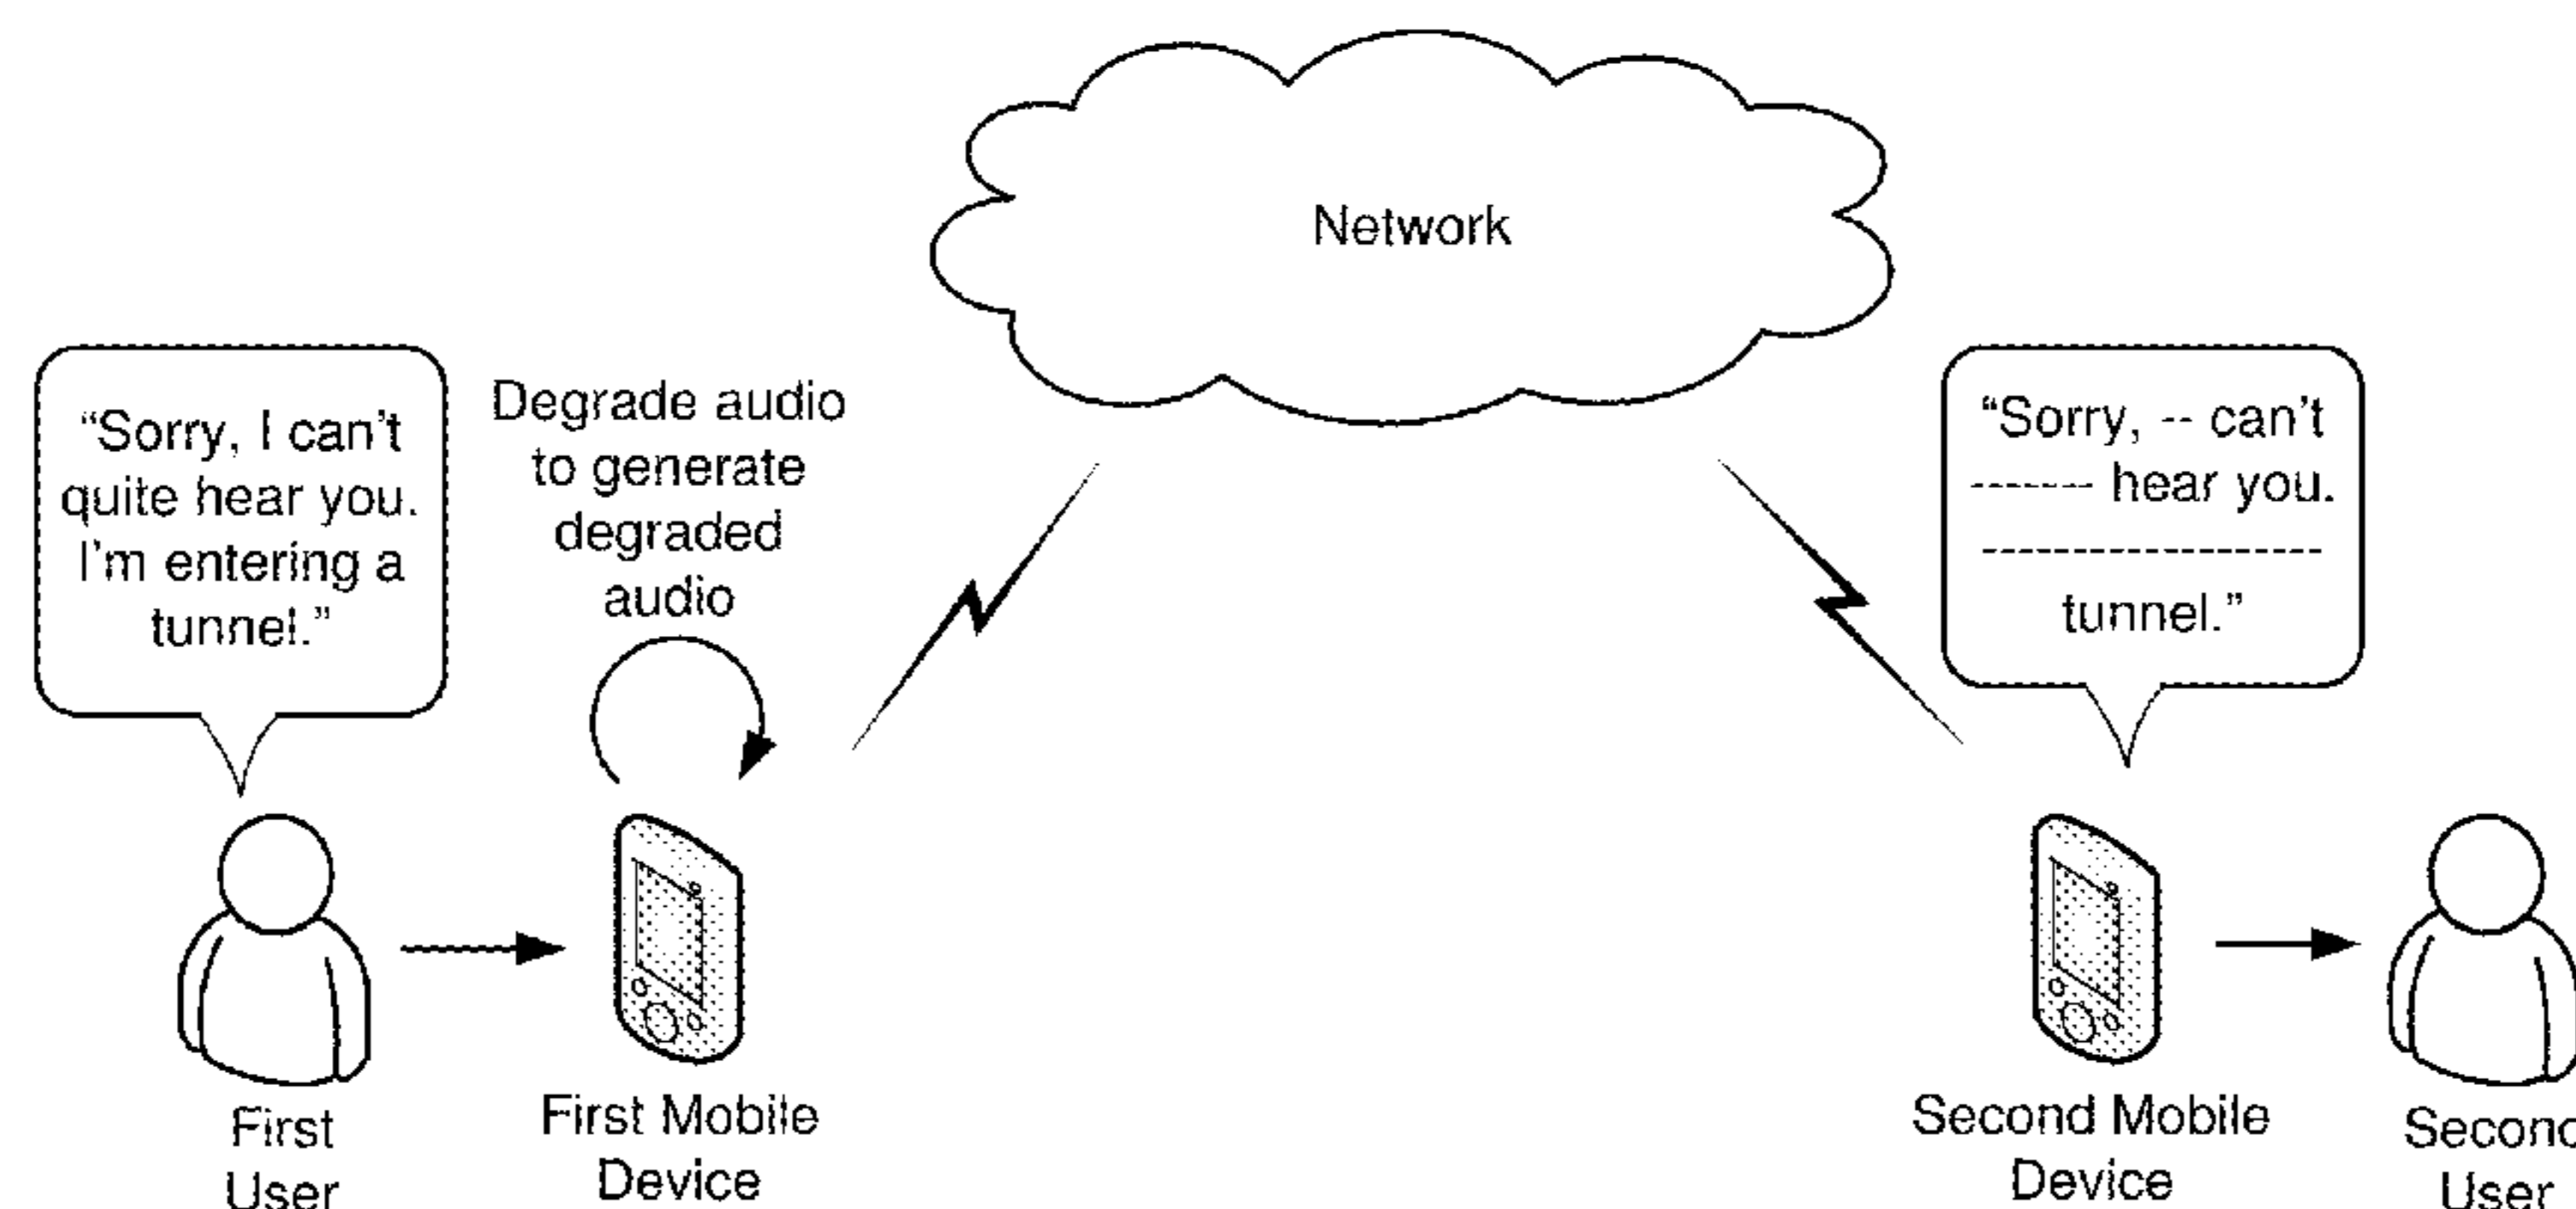 Network
“Sorry, I can't
quite hear you.
I'm entering a
tunnel.”
Degrade audio
to generate
degraded
audio
“Sorry, -- can't
------- hear you.
--------------------
tunnel.”
First
User
First Mobile
Device
Second Mobile
Device
Second
User